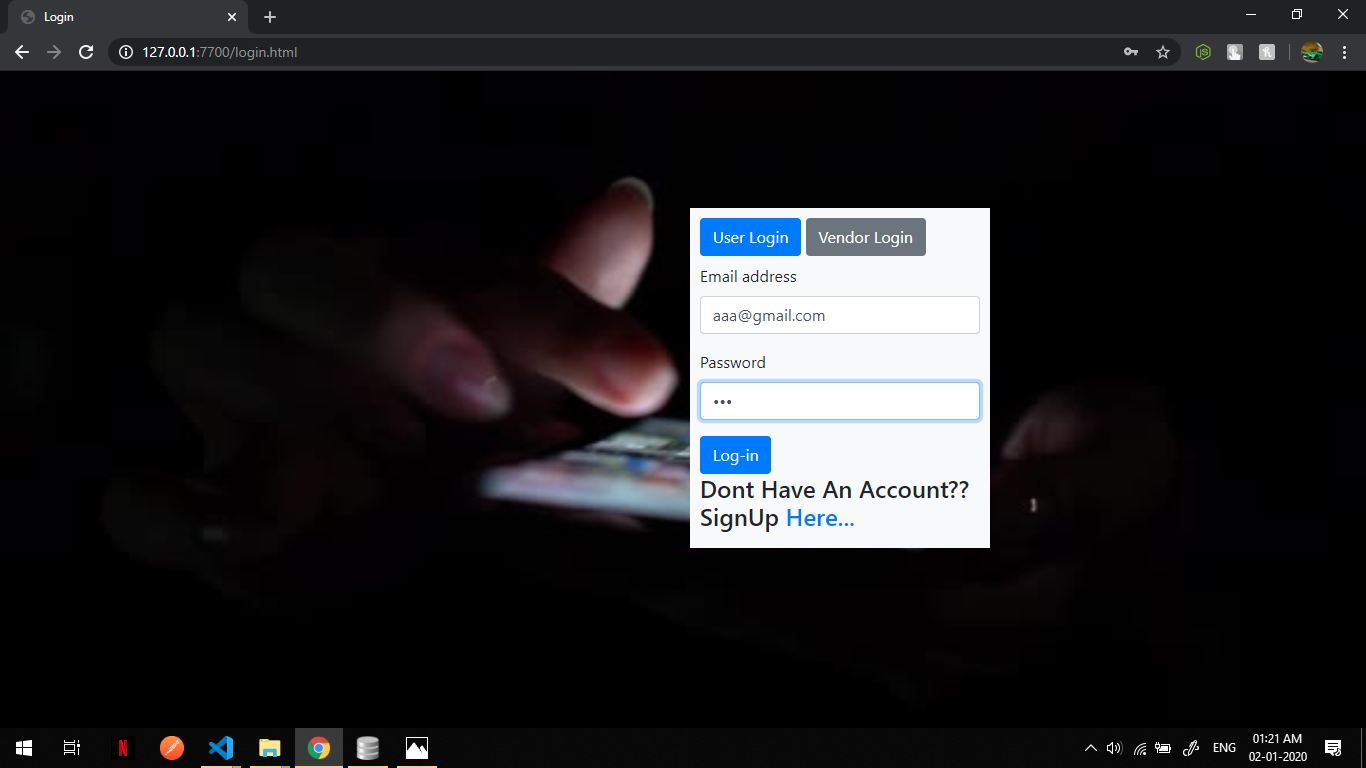 Login
127.0.0.1:7700/login.html
User Login Vendor Login
Email address
aaa@gmail.com
Password
•••
Log-in
Dont Have An Account??
SignUp Here...
ENG
01:21 AM
02-01-2020